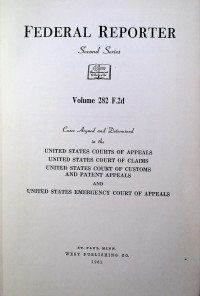 FEDERAL REPORTER
Second Series
Volume 282 F.2d
Cases Argued and Determined
in the
UNITED STATES COURTS OF APPEALS
UNITED STATES COURT OF CLAIMS
UNITED STATES COURT OF CUSTOMS
AND PATENT APPEALS
AND
UNITED STATES EMERGENCY COURT OF APPEALS
ST. PAUL, MINN.
WEST PUBLISHING CO.